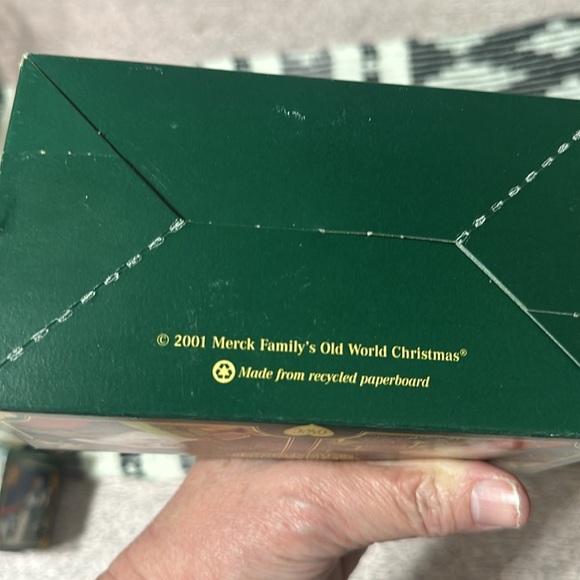 © 2001 Merck Family's Old World Christmas®
Made from recycled paperboard